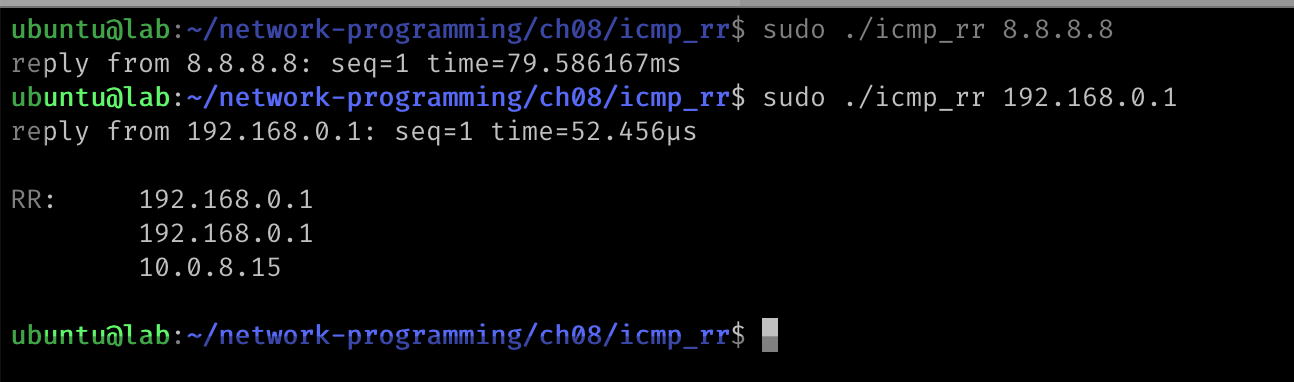 ubuntu@lab:~/network-programming/ch08/icmp_rr$ sudo ./icmp_rr 8.8.8.8
reply from 8.8.8.8: seq=1 time=79.586167ms
ubuntu@lab:~/network-programming/ch08/icmp_rr$ sudo ./icmp_rr 192.168.0.1
reply from 192.168.0.1: seq=1 time=52.456µs
RR:     192.168.0.1
        192.168.0.1
        10.0.8.15
ubuntu@lab:~/network-programming/ch08/icmp_rr$